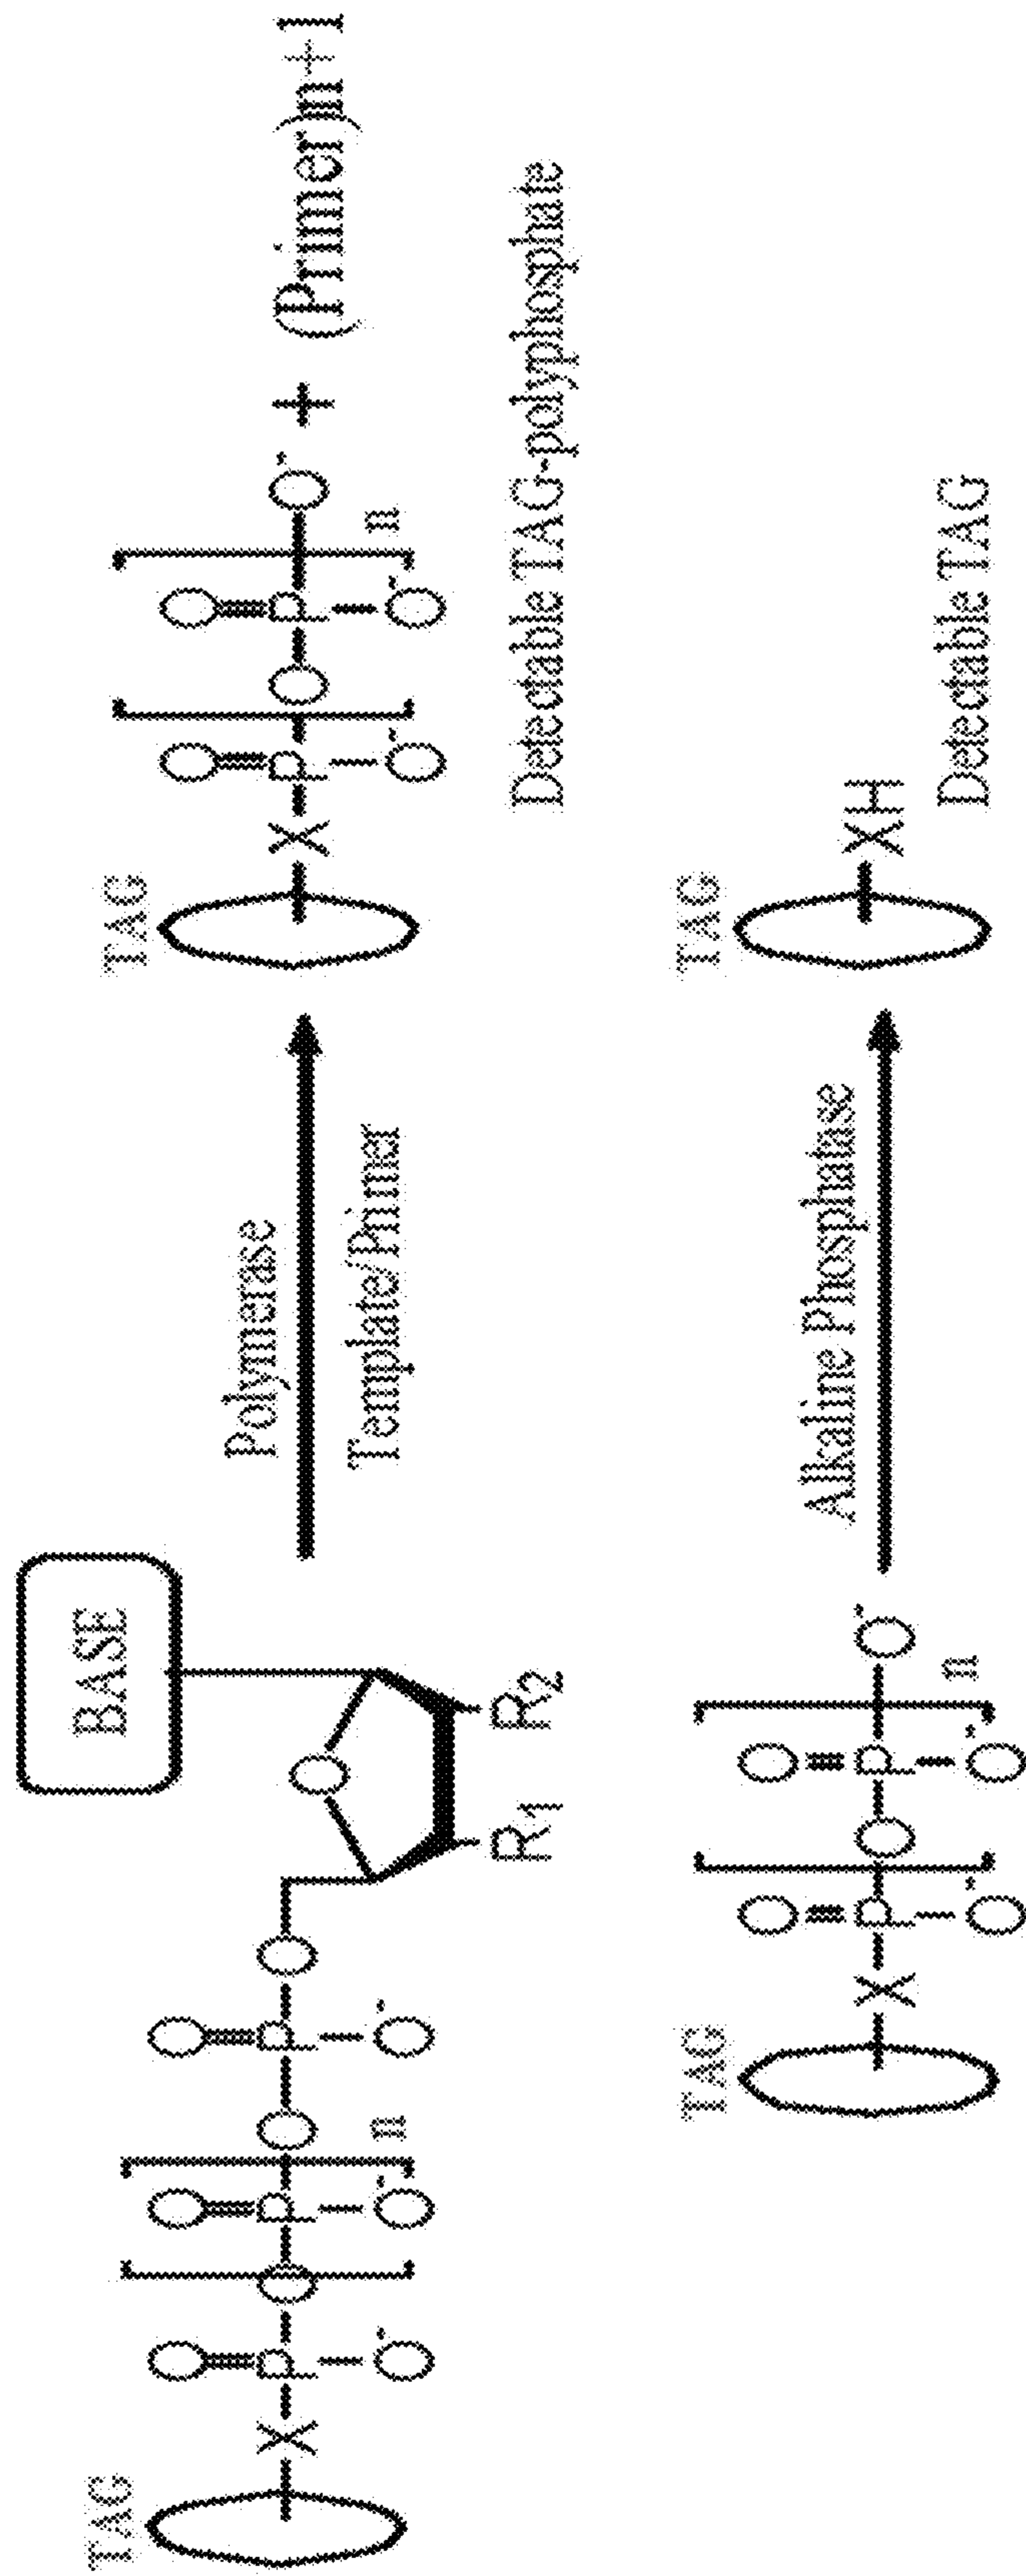 TAG
BASE
X-P-O-P-O-P-O
O O O
O- O- O-
n
O
R1 R2
Polymerase
Template/Primer
TAG
O O
X-P-O-P-O- + (Primer)n+1
O- O-
n
Detectable TAG-polyphosphate
TAG
O O
X-P-O-P-O-
O- O-
n
Alkaline Phosphatase
TAG
XH
Detectable TAG